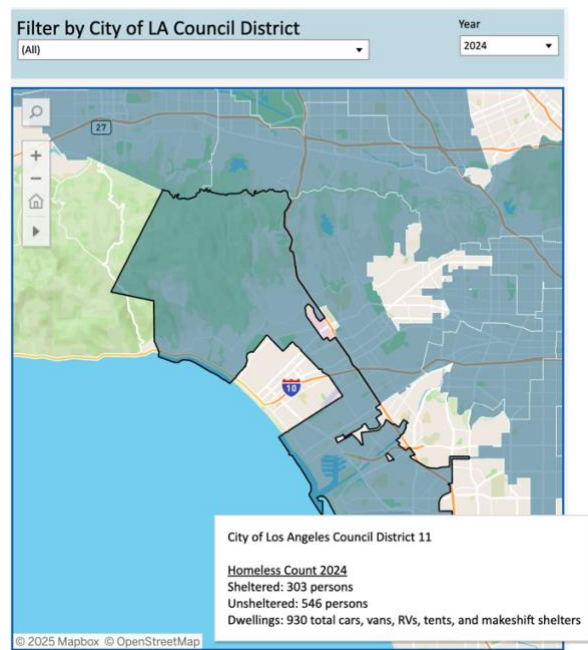 Filter by City of LA Council District
Year
(All)
2024
27
10
City of Los Angeles Council District 11
Homeless Count 2024
Sheltered: 303 persons
Unsheltered: 546 persons
Dwellings: 930 total cars, vans, RVs, tents, and makeshift shelters
© 2025 Mapbox © OpenStreetMap